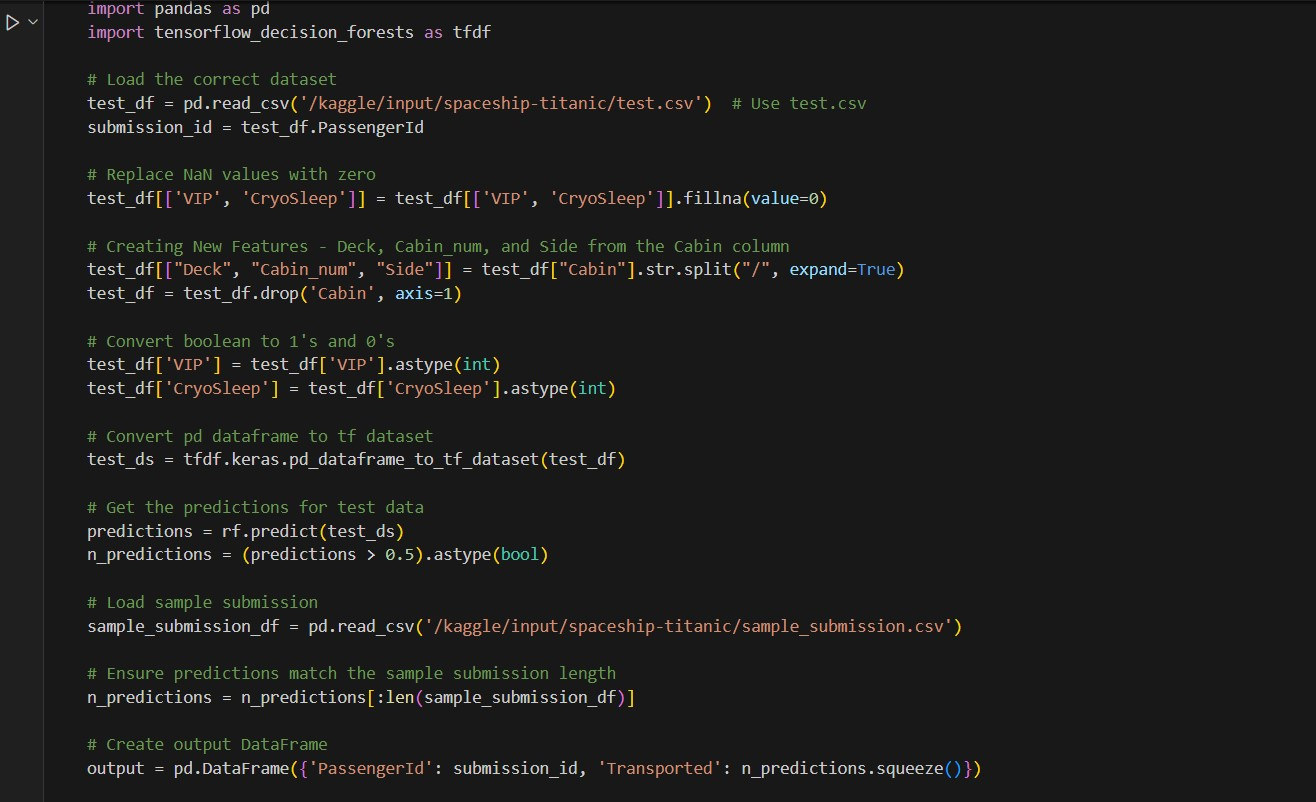 import pandas as pd
import tensorflow_decision_forests as tfdf
# Load the correct dataset
test_df = pd.read_csv('/kaggle/input/spaceship-titanic/test.csv')  # Use test.csv
submission_id = test_df.PassengerId
# Replace NaN values with zero
test_df[['VIP', 'CryoSleep']] = test_df[['VIP', 'CryoSleep']].fillna(value=0)
# Creating New Features - Deck, Cabin_num, and Side from the Cabin column
test_df[["Deck", "Cabin_num", "Side"]] = test_df["Cabin"].str.split("/", expand=True)
test_df = test_df.drop('Cabin', axis=1)
# Convert boolean to 1's and 0's
test_df['VIP'] = test_df['VIP'].astype(int)
test_df['CryoSleep'] = test_df['CryoSleep'].astype(int)
# Convert pd dataframe to tf dataset
test_ds = tfdf.keras.pd_dataframe_to_tf_dataset(test_df)
# Get the predictions for test data
predictions = rf.predict(test_ds)
n_predictions = (predictions > 0.5).astype(bool)
# Load sample submission
sample_submission_df = pd.read_csv('/kaggle/input/spaceship-titanic/sample_submission.csv')
# Ensure predictions match the sample submission length
n_predictions = n_predictions[:len(sample_submission_df)]
# Create output DataFrame
output = pd.DataFrame({'PassengerId': submission_id, 'Transported': n_predictions.squeeze()})